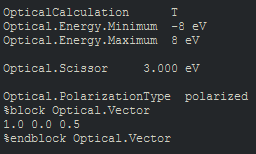 OpticalCalculation T
Optical.Energy.Minimum -8 eV
Optical.Energy.Maximum 8 eV
Optical.Scissor 3.000 eV
Optical.PolarizationType polarized
%block Optical.Vector
1.0 0.0 0.5
%endblock Optical.Vector